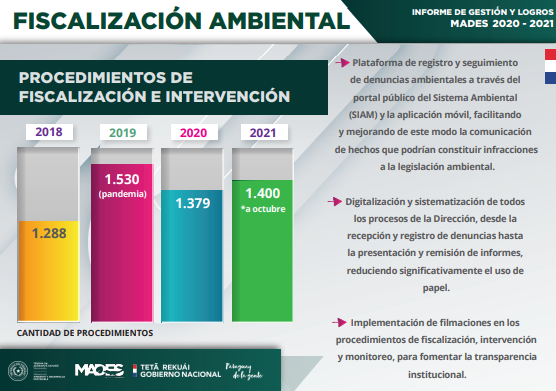 FISCALIZACIÓN AMBIENTAL
INFORME DE GESTIÓN Y LOGROS
MADES 2020 - 2021
PROCEDIMIENTOS DE
FISCALIZACIÓN E INTERVENCIÓN
2018
2019
2020
2021
1.288
1.530
(pandemia)
1.379
1.400
*a octubre
CANTIDAD DE PROCEDIMIENTOS
Plataforma de registro y seguimiento
de denuncias ambientales a través del
portal público del Sistema Ambiental
(SIAM) y la aplicación móvil, facilitando
y mejorando de este modo la comunicación
de hechos que podrían constituir infracciones
a la legislación ambiental.
Digitalización y sistematización de todos
los procesos de la Dirección, desde la
recepción y registro de denuncias hasta
la presentación y remisión de informes,
reduciendo significativamente el uso de
papel.
Implementación de filmaciones en los
procedimientos de fiscalización, intervención
y monitoreo, para fomentar la transparencia
institucional.
MADES
TETÃ REKUÁI
GOBIERNO NACIONAL
Paraguay
de la gente